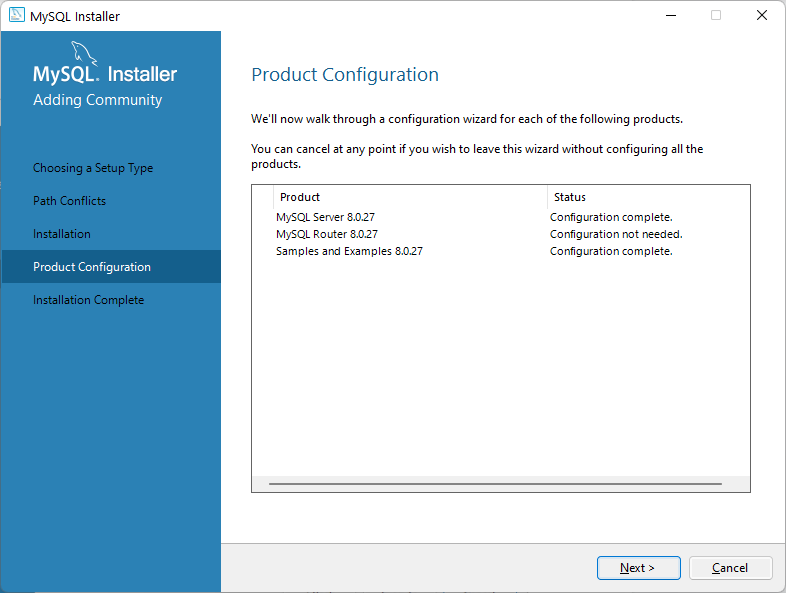 MySQL Installer
MySQL. Installer
Adding Community
Choosing a Setup Type
Path Conflicts
Installation
Product Configuration
Installation Complete
Product Configuration
We'll now walk through a configuration wizard for each of the following products.
You can cancel at any point if you wish to leave this wizard without configuring all the
products.
Product Status
MySQL Server 8.0.27 Configuration complete.
MySQL Router 8.0.27 Configuration not needed.
Samples and Examples 8.0.27 Configuration complete.
Next > Cancel